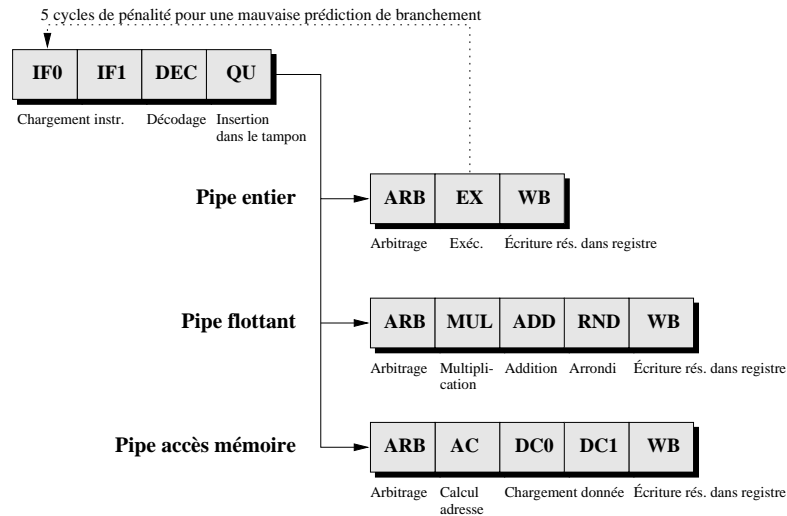 5 cycles de pénalité pour une mauvaise prédiction de branchement
IF0 IF1 DEC QU
Chargement instr. Décodage Insertion
dans le tampon
Pipe entier
ARB EX WB
Arbitrage Exéc. Écriture rés. dans registre
Pipe flottant
ARB MUL ADD RND WB
Arbitrage Multipli- Addition Arrondi Écriture rés. dans registre
cation
Pipe accès mémoire
ARB AC DC0 DC1 WB
Arbitrage Calcul Chargement donnée Écriture rés. dans registre
adresse